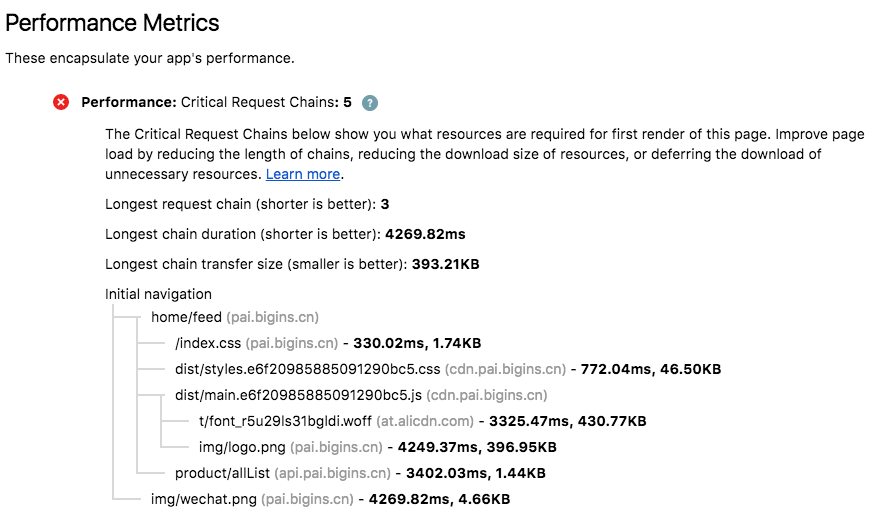 Performance Metrics
These encapsulate your app's performance.
Performance: Critical Request Chains: 5 ?
The Critical Request Chains below show you what resources are required for first render of this page. Improve page
load by reducing the length of chains, reducing the download size of resources, or deferring the download of
unnecessary resources. Learn more.
Longest request chain (shorter is better): 3
Longest chain duration (shorter is better): 4269.82ms
Longest chain transfer size (smaller is better): 393.21KB
Initial navigation
home/feed (pai.bigins.cn)
/index.css (pai.bigins.cn) - 330.02ms, 1.74KB
dist/styles.e6f20985885091290bc5.css (cdn.pai.bigins.cn) - 772.04ms, 46.50KB
dist/main.e6f20985885091290bc5.js (cdn.pai.bigins.cn)
t/font_r5u29ls31bgldi.woff (at.alicdn.com) - 3325.47ms, 430.77KB
img/logo.png (pai.bigins.cn) - 4249.37ms, 396.95KB
product/allList (api.pai.bigins.cn) - 3402.03ms, 1.44KB
img/wechat.png (pai.bigins.cn) - 4269.82ms, 4.66KB